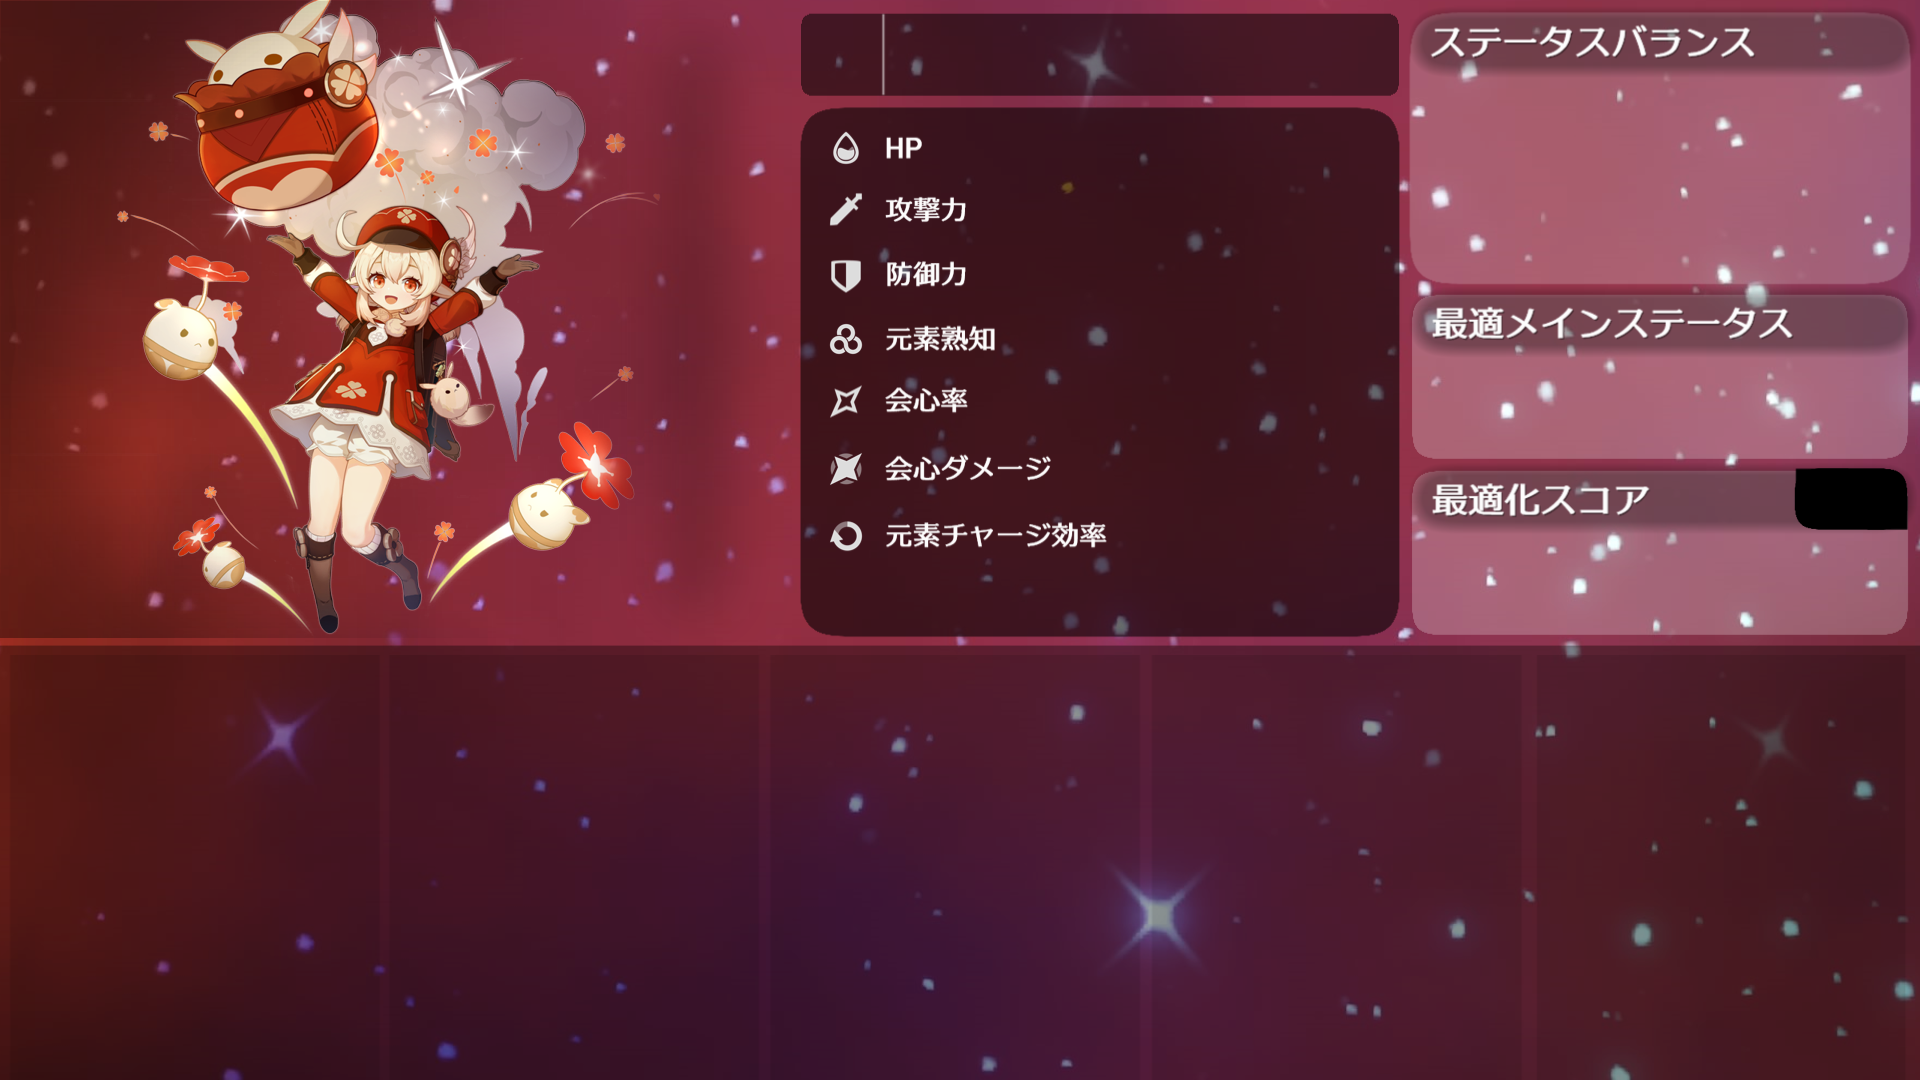 HP
攻撃力
防御力
元素熟知
会心率
会心ダメージ
元素チャージ効率
ステータスバランス
最適メインステータス
最適化スコア